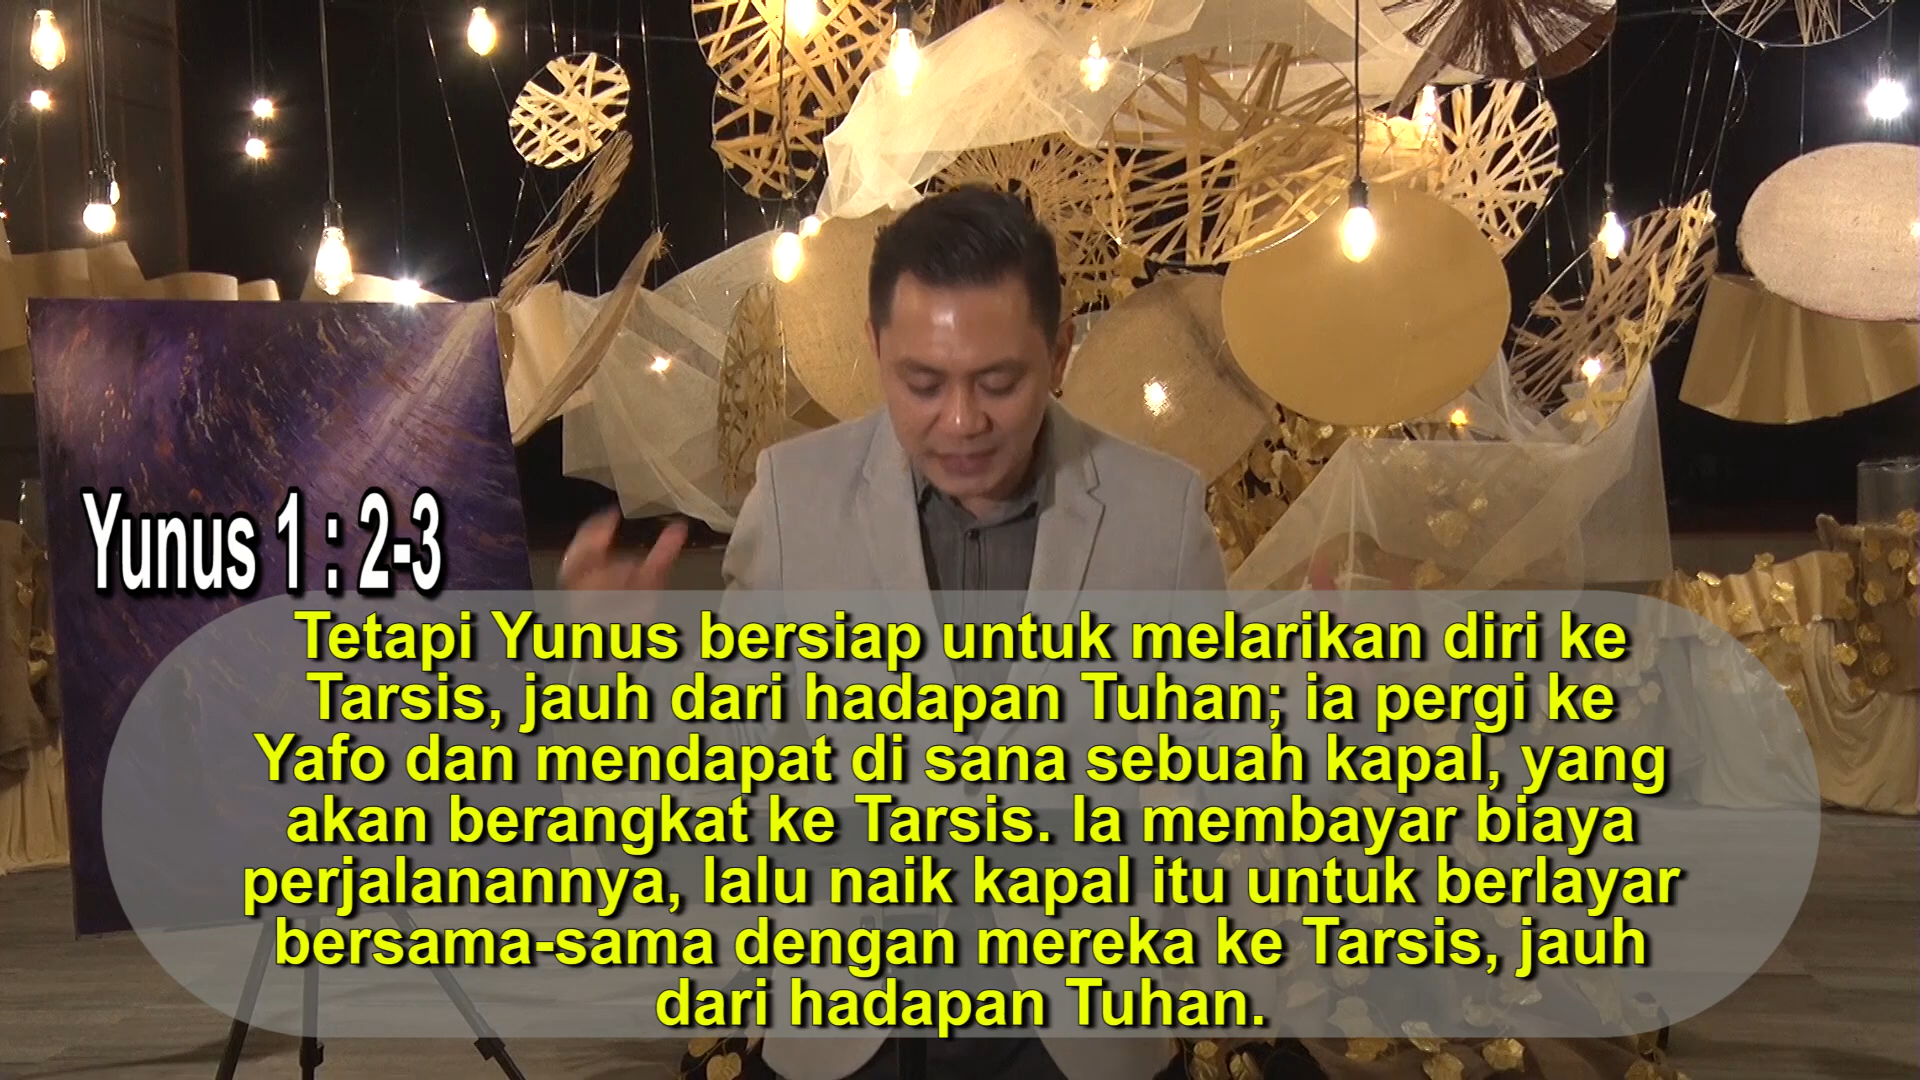 Yunus 1 : 2-3
Tetapi Yunus bersiap untuk melarikan diri ke
Tarsis, jauh dari hadapan Tuhan; ia pergi ke
Yafo dan mendapat di sana sebuah kapal, yang
akan berangkat ke Tarsis. Ia membayar biaya
perjalanannya, lalu naik kapal itu untuk berlayar
bersama-sama dengan mereka ke Tarsis, jauh
dari hadapan Tuhan.